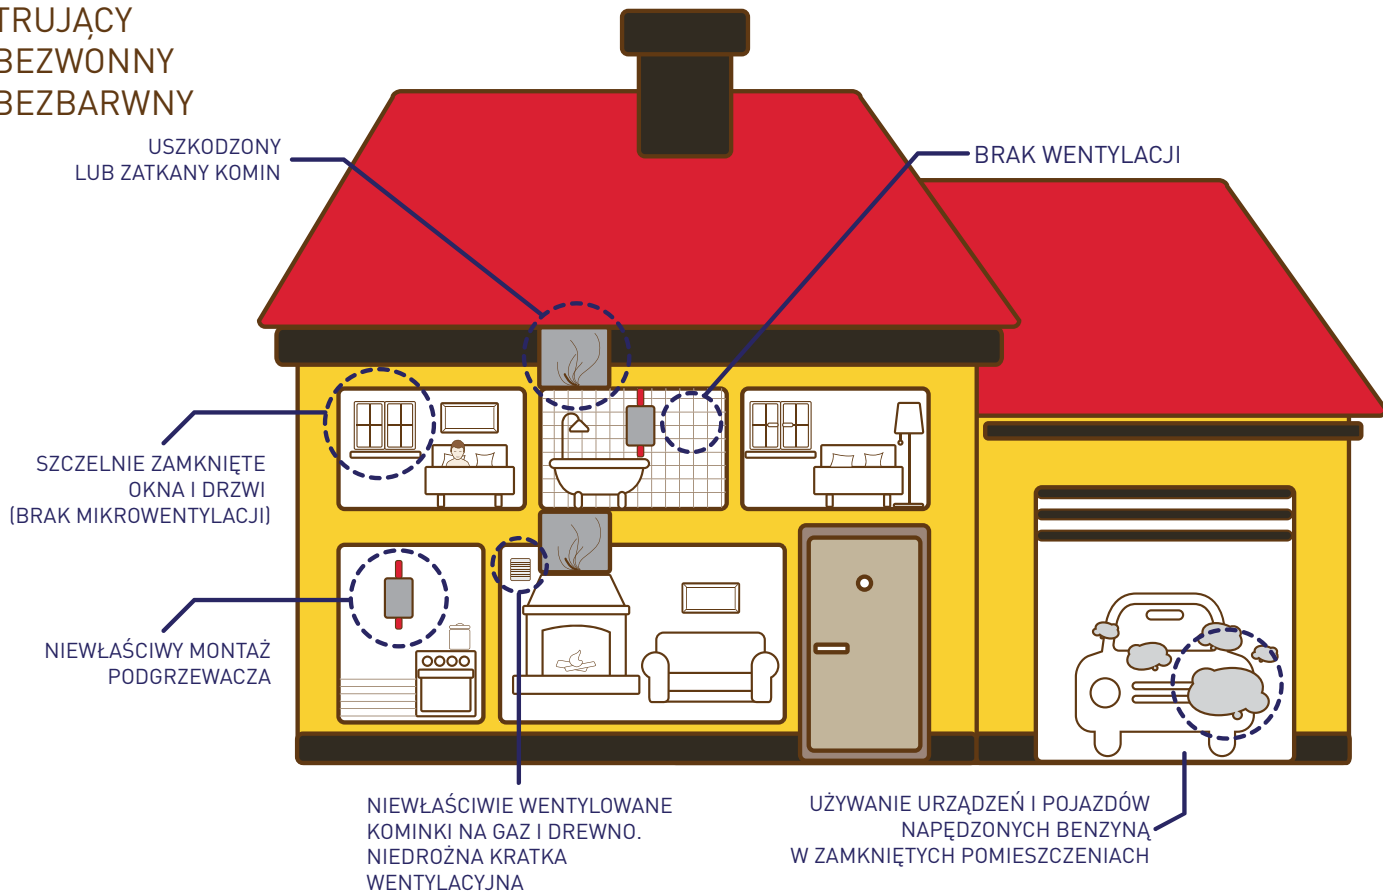 TRUJĄCY
BEZWONNY
BEZBARWNY
USZKODZONY
LUB ZATKANY KOMIN
BRAK WENTYLACJI
SZCZELNIE ZAMKNIĘTE
OKNA I DRZWI
(BRAK MIKROWENTYLACJI)
NIEWŁAŚCIWY MONTAŻ
PODGRZEWACZA
NIEWŁAŚCIWIE WENTYLOWANE
KOMINKI NA GAZ I DREWNO.
NIEDROŻNA KRATKA
WENTYLACYJNA
UŻYWANIE URZĄDZEŃ I POJAZDÓW
NAPĘDZONYCH BENZYNĄ
W ZAMKNIĘTYCH POMIESZCZENIACH